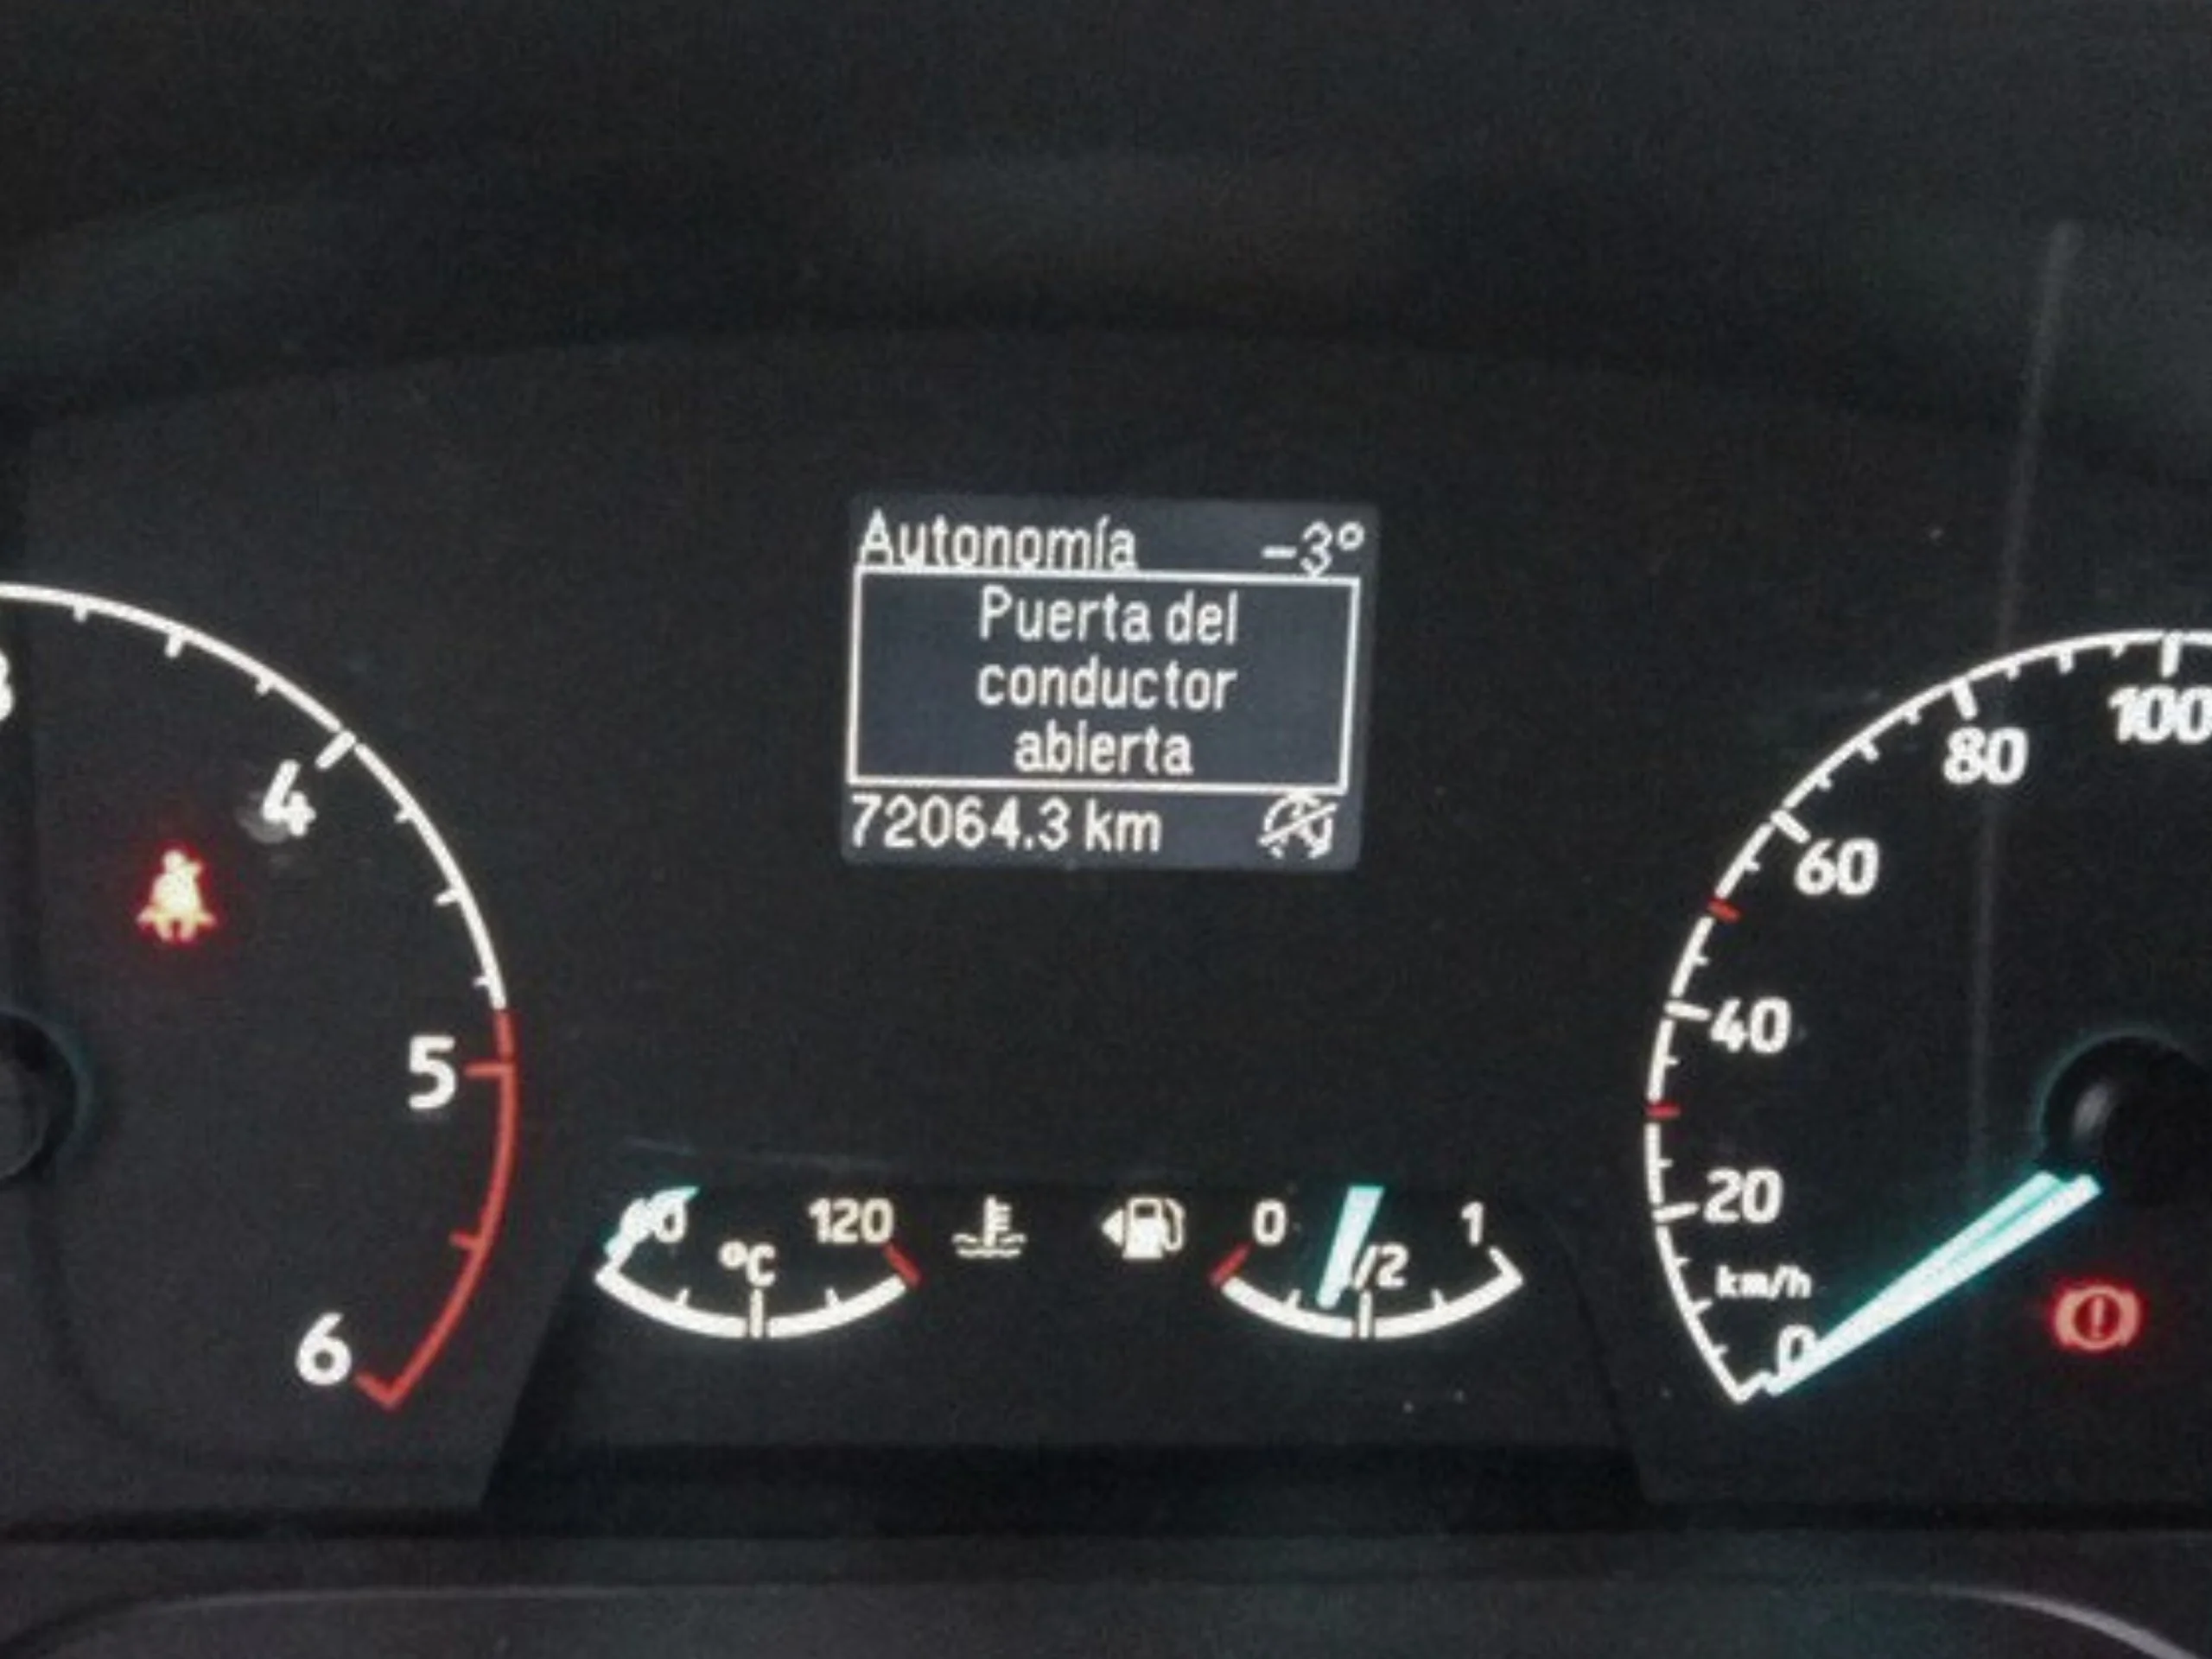 Autonomía -3°
Puerta del
conductor
abierta
72064.3 km
4
5
6
120
°C
0
/2
1
100
80
60
40
20
km/h
0